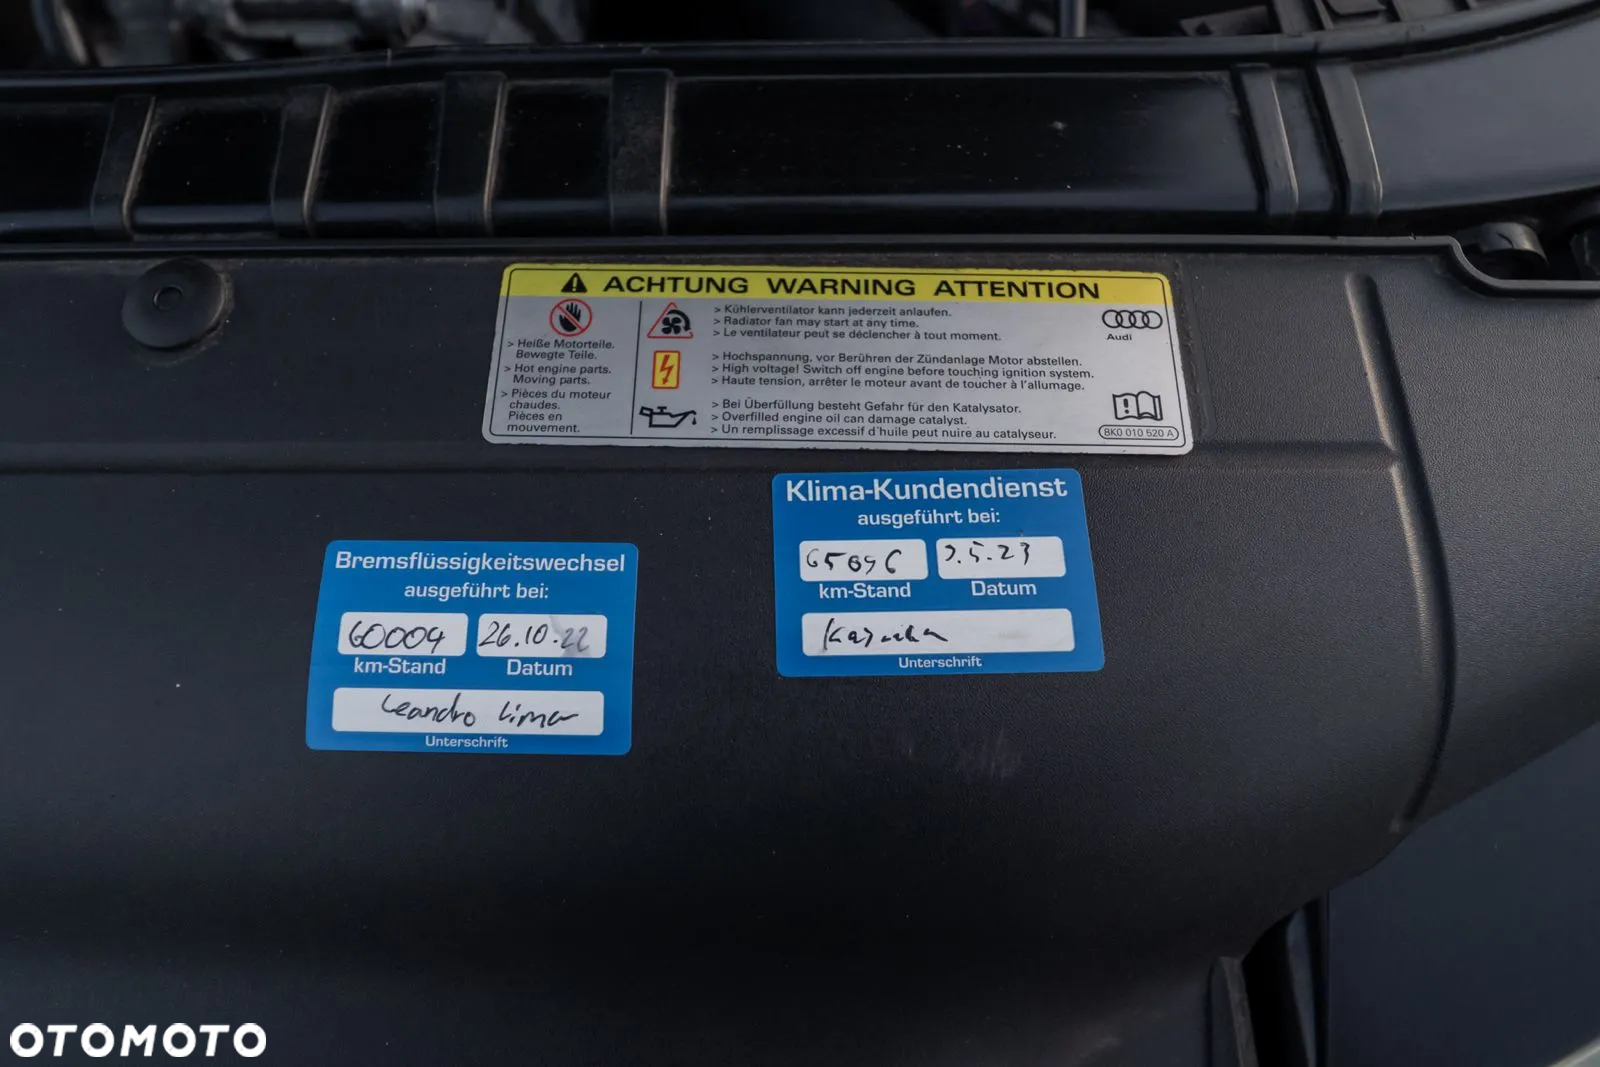 ACHTUNG WARNING ATTENTION
> Heiße Motorteile.
Bewegte Teile.
> Hot engine parts.
Moving parts.
> Pièces du moteur
chaudes.
Pièces en
mouvement.
> Kühlerventilator kann jederzeit anlaufen.
> Radiator fan may start at any time.
> Le ventilateur peut se déclencher à tout moment.
> Hochspannung, vor Berühren der Zündanlage Motor abstellen.
> High voltage! Switch off engine before touching ignition system.
> Haute tension, arrêter le moteur avant de toucher à l'allumage.
> Bei Überfüllung besteht Gefahr für den Katalysator.
> Overfilled engine oil can damage catalyst.
> Un remplissage excessif d'huile peut nuire au catalyseur.
Audi
8K0 010 520 A
Bremsflüssigkeitswechsel
ausgeführt bei:
60004 26.10.22
km-Stand Datum
Leandro Lima
Unterschrift
Klima-Kundendienst
ausgeführt bei:
km-Stand Datum
Unterschrift
OTOMOTO